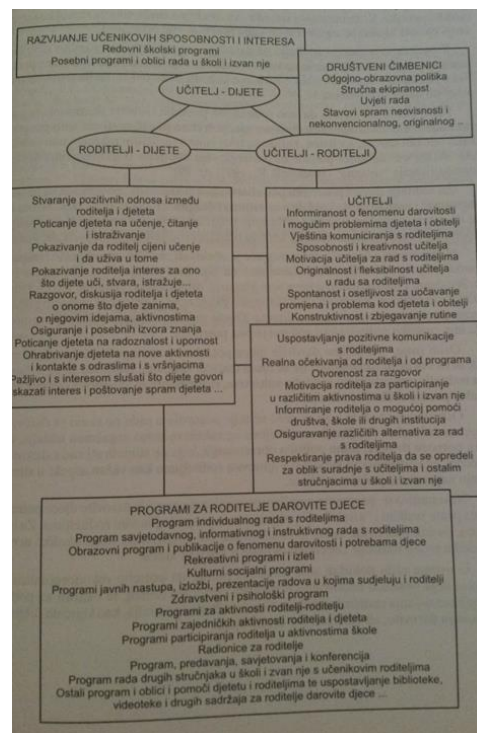 RAZVIJANJE UČENIKOVIH SPOSOBNOSTI I INTERESA
Redovni školski programi
Posebni programi i oblici rada u školi i izvan nje
DRUŠTVENI ČIMBENICI
Odgojno-obrazovna politika
Stručna ekipiranost
Uvjeti rada
Stavovi spram neovisnosti i
nekonvencionalnog, originalnog ...
UČITELJ - DIJETE
RODITELJI - DIJETE
UČITELJI - RODITELJI
Stvaranje pozitivnih odnosa između
roditelja i djeteta
Poticanje djeteta na učenje, čitanje
i istraživanje
Pokazivanje da roditelj cijeni učenje
i da uživa u tome
Pokazivanje roditelja interes za ono
što dijete uči, stvara, istražuje...
Razgovor, diskusija roditelja i djeteta
o onome što dijete zanima,
o njegovim idejama, aktivnostima
Osiguranje i posebnih izvora znanja
Poticanje djeteta na radoznalost i upornost
Ohrabrivanje djeteta na nove aktivnosti
i kontakte s odraslima i s vršnjacima
Pažljivo i s interesom slušati što dijete govori
skazati interes i poštovanje spram djeteta ...
UČITELJI
Informiranost o fenomenu darovitosti
i mogućim problemima djeteta i obitelji
Vještina komuniciranja s roditeljima
Sposobnosti i kreativnost učitelja
Motivacija učitelja za rad s roditeljima
Originalnost i fleksibilnost učitelja
u radu sa roditeljima
Spontanost i osetljivost za uočavanje
promjena i problema kod djeteta i obitelji
Konstruktivnost i zbjegavanje rutine
Uspostavljanje pozitivne komunikacije
s roditeljima
Realna očekivanja od roditelja i od programa
Otvorenost za razgovor
Motivacija roditelja za participiranje
u različitim aktivnostima u školi i izvan nje
Informiranje roditelja o mogućoj pomoći
društva, škole ili drugih institucija
Osiguravanje različitih alternativa za rad
s roditeljima
Respektiranje prava roditelja da se opredeli
za oblik suradnje s učiteljima i ostalim
stručnjacima u školi i izvan nje
PROGRAMI ZA RODITELJE DAROVITE DJECE
Program individualnog rada s roditeljima
Program savjetodavnog, informativnog i instruktivnog rada s roditeljima
Obrazovni program i publikacije o fenomenu darovitosti i potrebama djece
Rekreativni programi i izleti
Kulturni socijalni programi
Programi javnih nastupa, izložbi, prezentacije radova u kojima sudjeluju i roditelji
Zdravstveni i psihološki program
Programi za aktivnosti roditelji-roditelju
Programi zajedničkih aktivnosti roditelja i djeteta
Programi participiranja roditelja u aktivnostima škole
Radionice za roditelje
Program, predavanja, savjetovanja i konferencija
Program rada drugih stručnjaka u školi i zvan nje s učenikovim roditeljima
Ostali program i oblici i pomoći djetetu i roditeljima te uspostavljanje biblioteke,
videoteke i drugih sadržaja za roditelje darovite djece ...